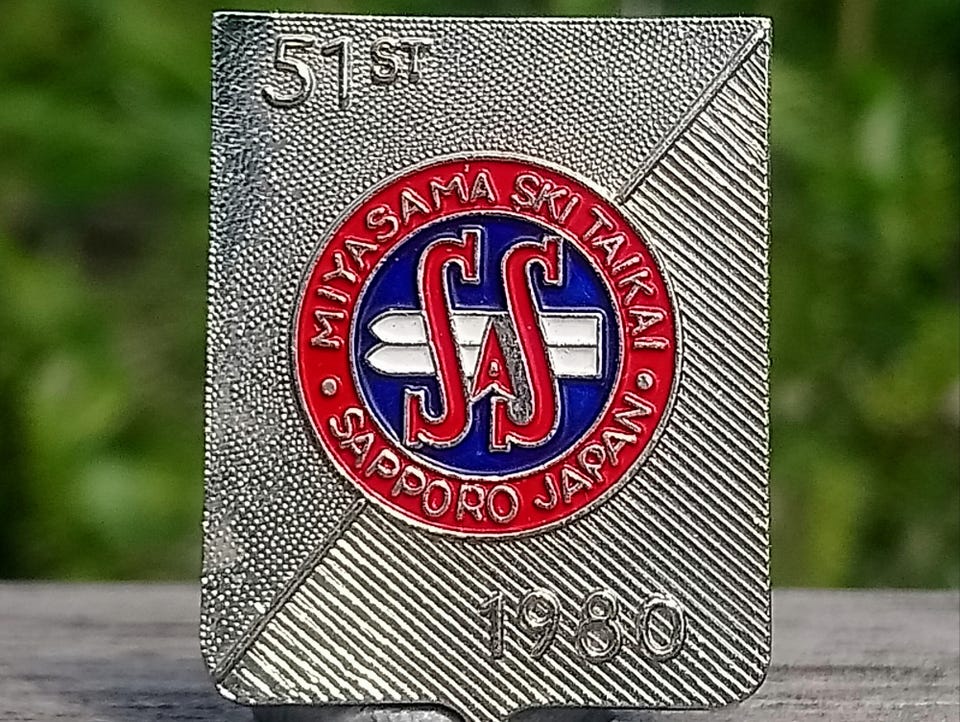 51ST
MIYASAMA SKI TAIKAI
SAS
• SAPPORO JAPAN •
1980